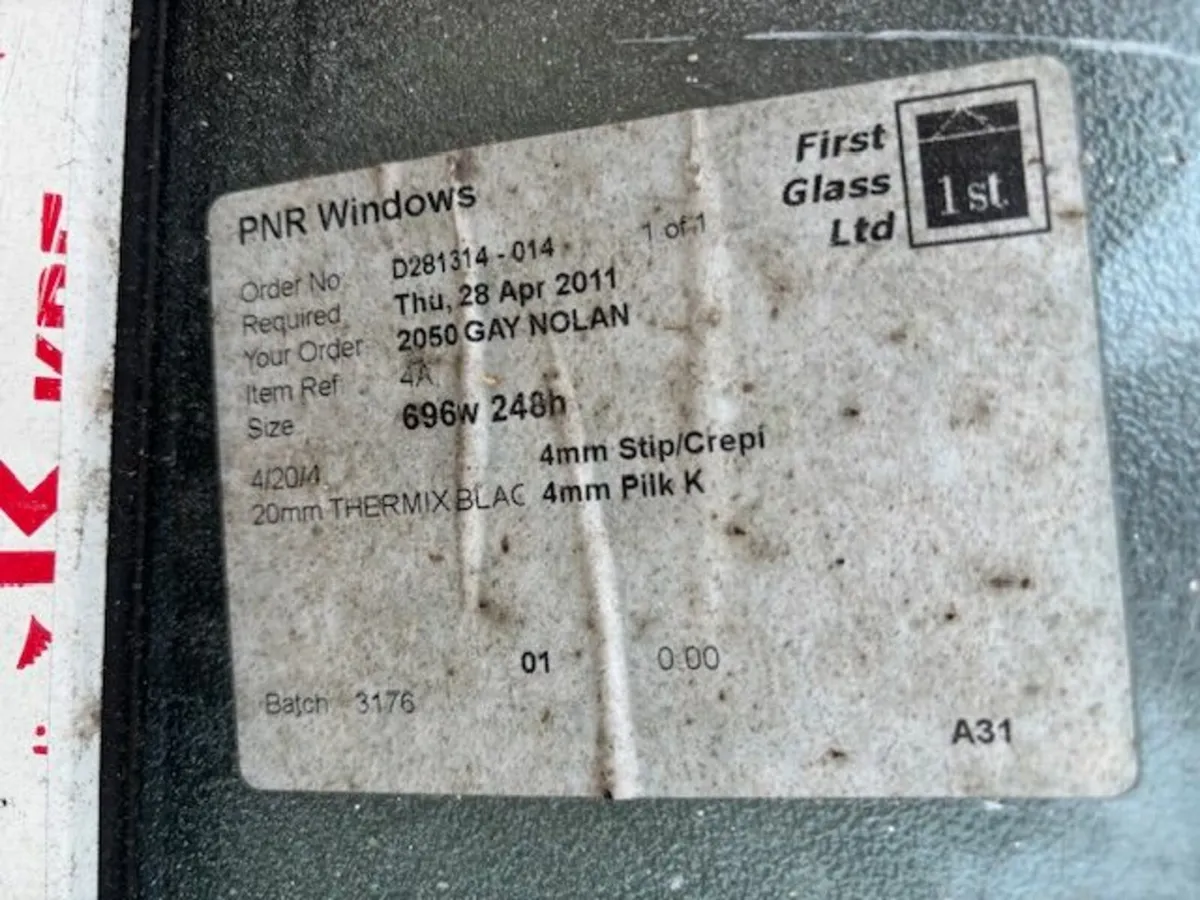 PNR Windows
First
Glass
Ltd
1 st.
Order No D281314 - 014 1 of 1
Required Thu, 28 Apr 2011
Your Order 2050 GAY NOLAN
Item Ref 4A
Size 696w 248h
4/20/4 4mm Stip/Crepi
20mm THERMIX BLAC 4mm Pilk K
01 0.00
Batch 3176
A31